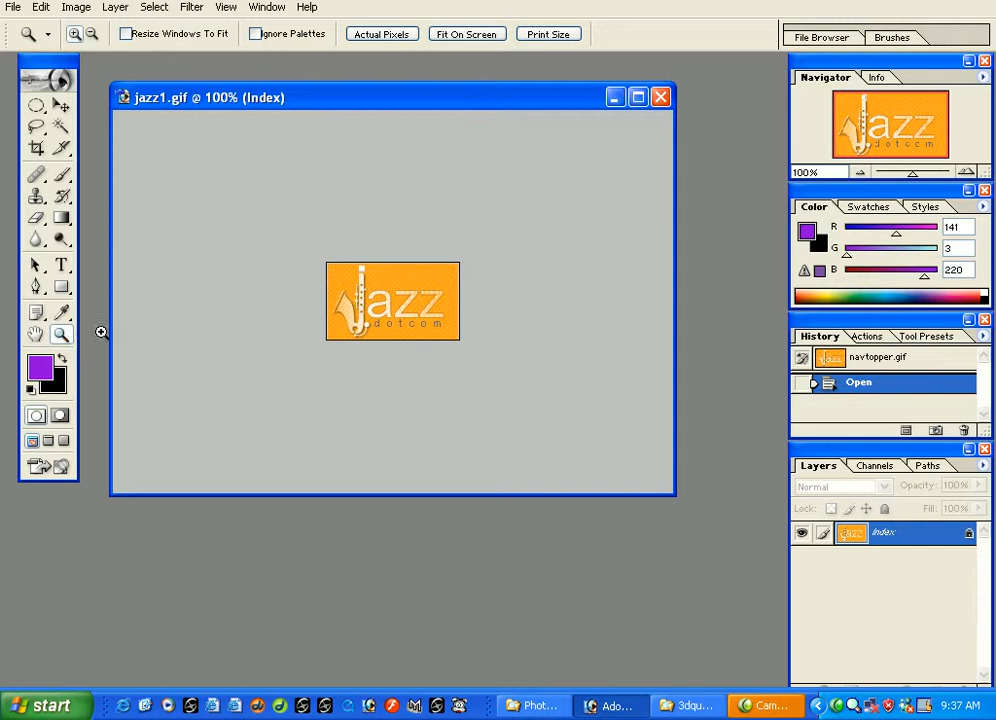 File Edit Image Layer Select Filter View Window Help
Resize Windows To Fit Ignore Palettes Actual Pixels Fit On Screen Print Size File Browser Brushes
jazz1.gif @ 100% (Index)
jazz
dotcom
Navigator Info
jazz
dotcom
100%
Color Swatches Styles
R 141
G 3
B 220
History Actions Tool Presets
navtopper.gif
Open
Layers Channels Paths
Normal Opacity: 100%
Lock: Fill: 100%
Index
start Phot... Ado... 3dqu... Cam... 9:37 AM